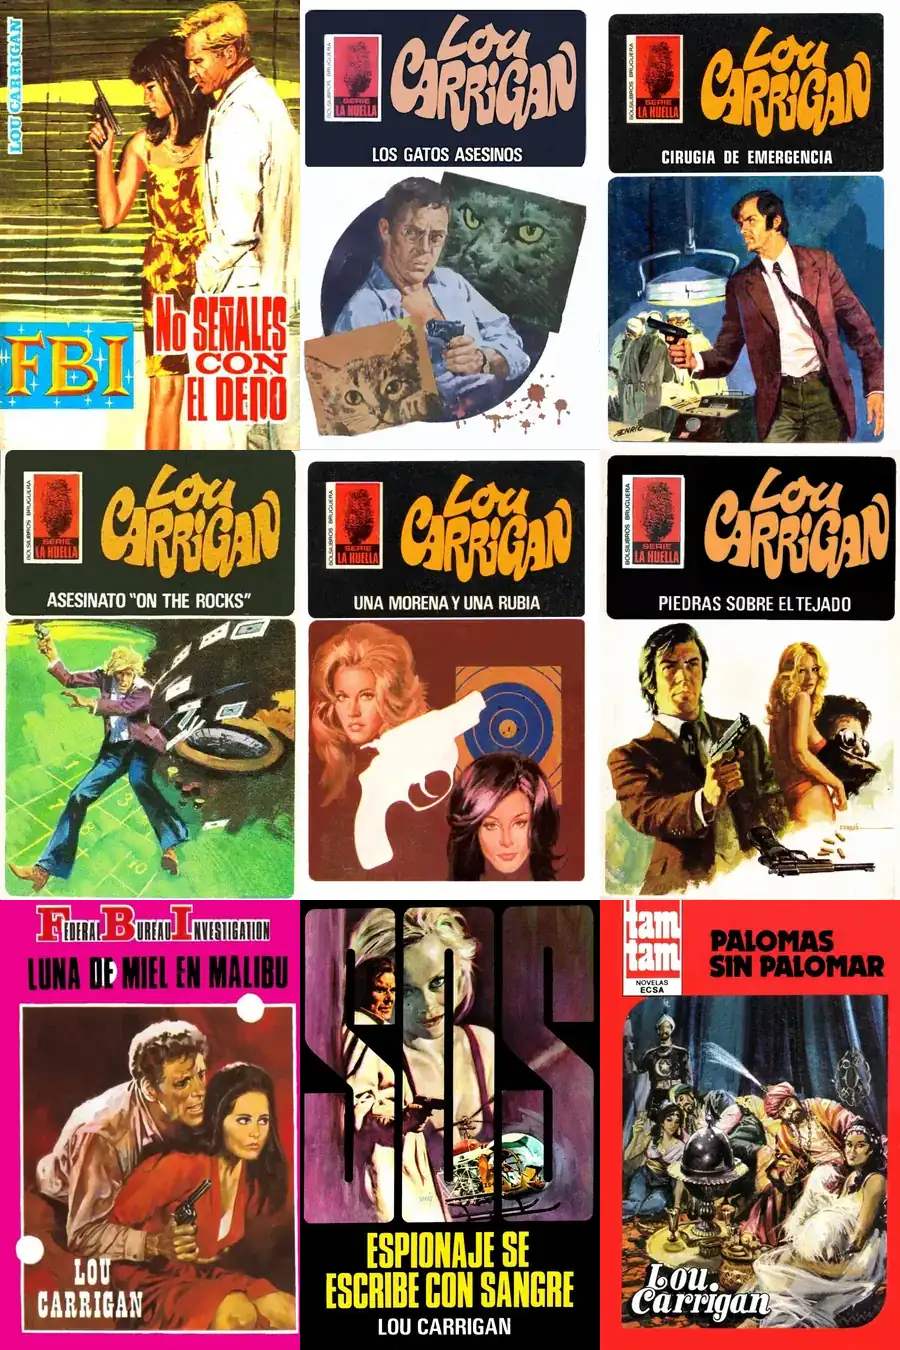 LOU CARRIGAN
FBI
No SEÑALES
CON
EL DEDO
BOLSILIBROS BRUGUERA
SERIE
LA HUELLA
Lou
CARRIGAN
LOS GATOS ASESINOS
BOLSILIBROS BRUGUERA
SERIE
LA HUELLA
Lou
CARRIGAN
CIRUGIA DE EMERGENCIA
ENRIC
BOLSILIBROS BRUGUERA
SERIE
LA HUELLA
Lou
CARRIGAN
ASESINATO "ON THE ROCKS"
BOLSILIBROS BRUGUERA
SERIE
LA HUELLA
Lou
CARRIGAN
UNA MORENA Y UNA RUBIA
BOLSILIBROS BRUGUERA
SERIE
LA HUELLA
Lou
CARRIGAN
PIEDRAS SOBRE EL TEJADO
FEDERAL BUREAU INVESTIGATION
LUNA DE MIEL EN MALIBU
LOU
CARRIGAN
SOS
ESPIONAJE SE
ESCRIBE CON SANGRE
LOU CARRIGAN
tam
tam
NOVELAS
ECSA
PALOMAS
SIN PALOMAR
Lou
Carrigan